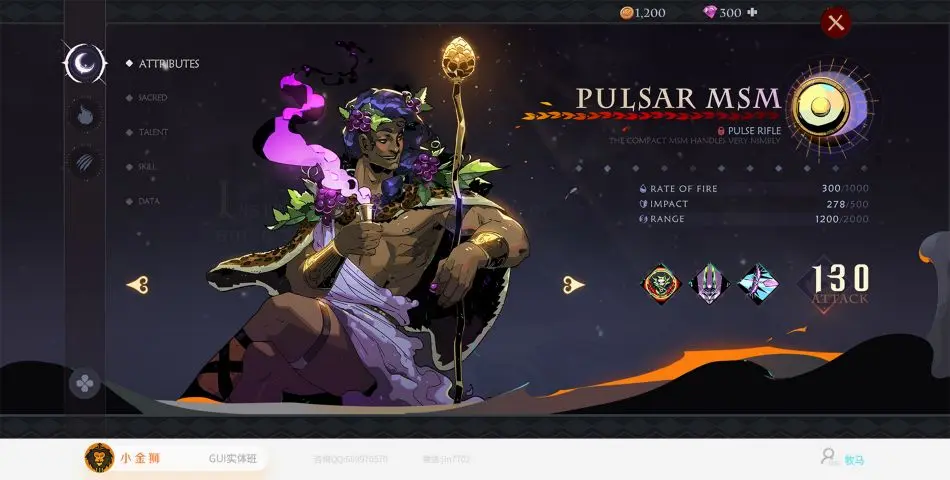 1,200
300
ATTRIBUTES
SACRED
TALENT
SKILL
DATA
PULSAR MSM
PULSE RIFLE
THE COMPACT MSM HANDLES VERY NIMBLY
RATE OF FIRE 300/1000
IMPACT 278/500
RANGE 1200/2000
130
ATTACK
小金狮 GUI实体班
牧马